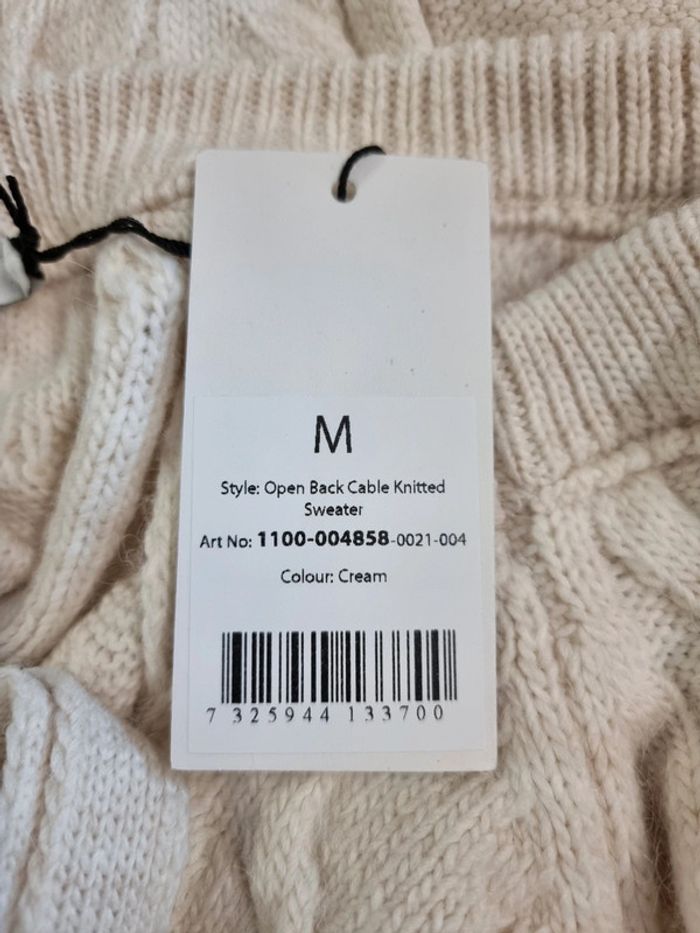 M
Style: Open Back Cable Knitted
Sweater
Art No: 1100-004858-0021-004
Colour: Cream
7 325944 133700